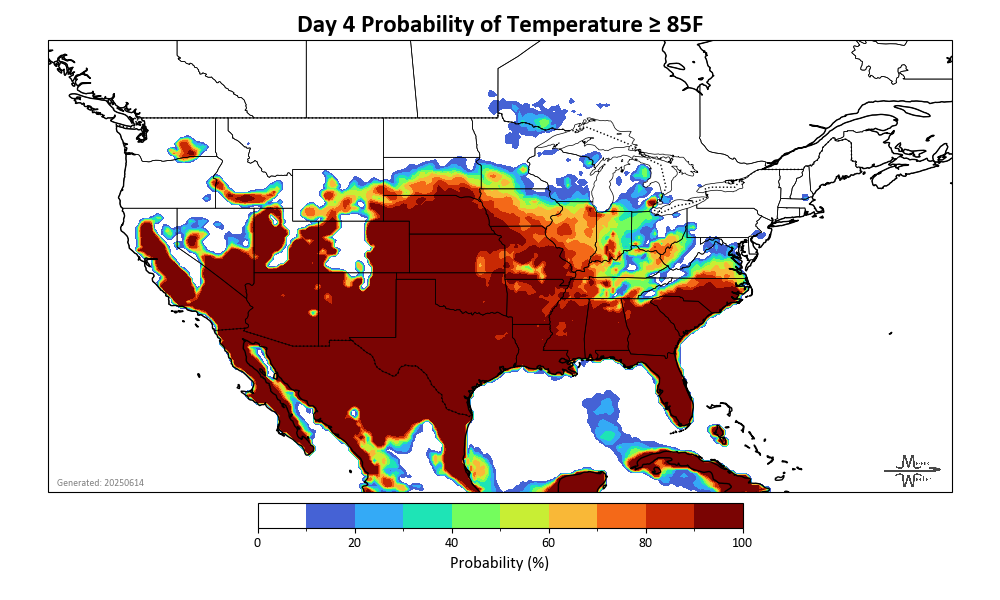 Day 4 Probability of Temperature ≥ 85F
Generated: 20250614
0 20 40 60 80 100
Probability (%)